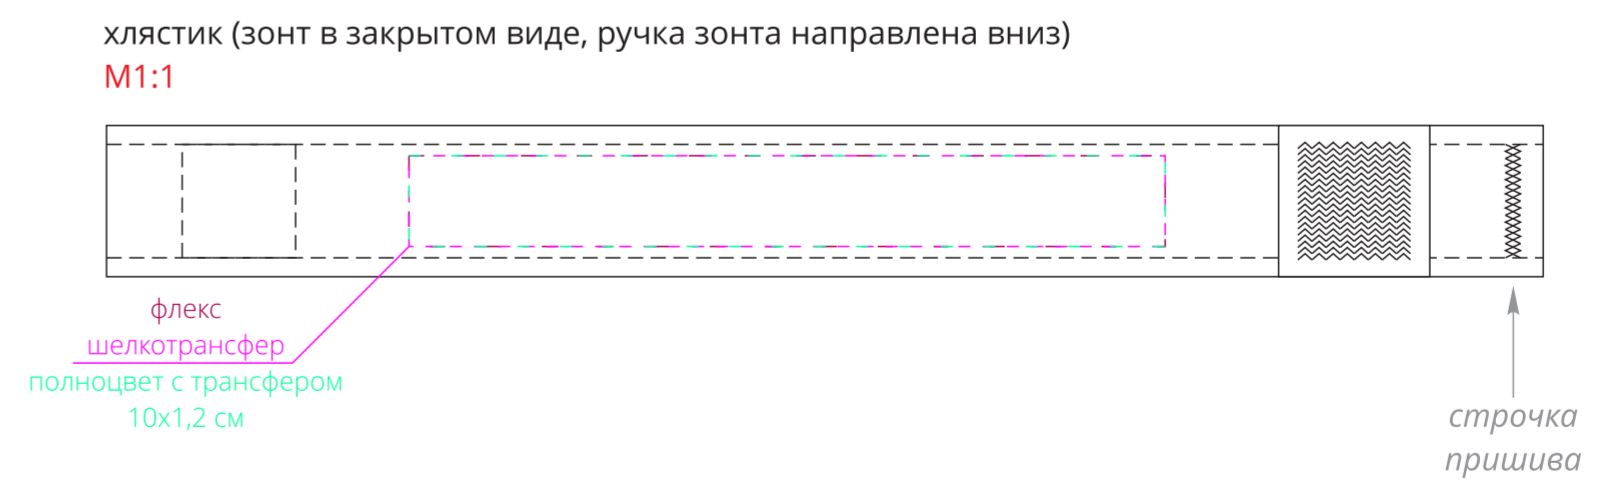 хлястик (зонт в закрытом виде, ручка зонта направлена вниз)
М1:1
флекс
шелкотрансфер
полноцвет с трансфером
10х1,2 см
строчка
пришива